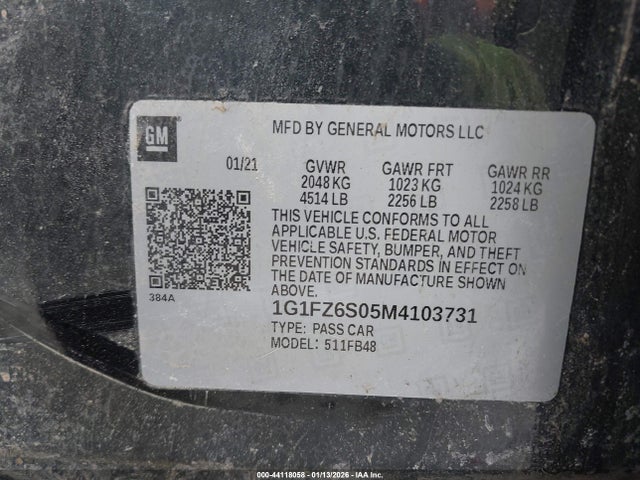 GM
MFD BY GENERAL MOTORS LLC
01/21
GVWR GAWR FRT GAWR RR
2048 KG 1023 KG 1024 KG
4514 LB 2256 LB 2258 LB
THIS VEHICLE CONFORMS TO ALL
APPLICABLE U.S. FEDERAL MOTOR
VEHICLE SAFETY, BUMPER, AND THEFT
PREVENTION STANDARDS IN EFFECT ON
THE DATE OF MANUFACTURE SHOWN
ABOVE.
384A
1G1FZ6S05M4103731
TYPE: PASS CAR
MODEL: 511FB48
000-44118058 - 01/13/2026 - IAA Inc.